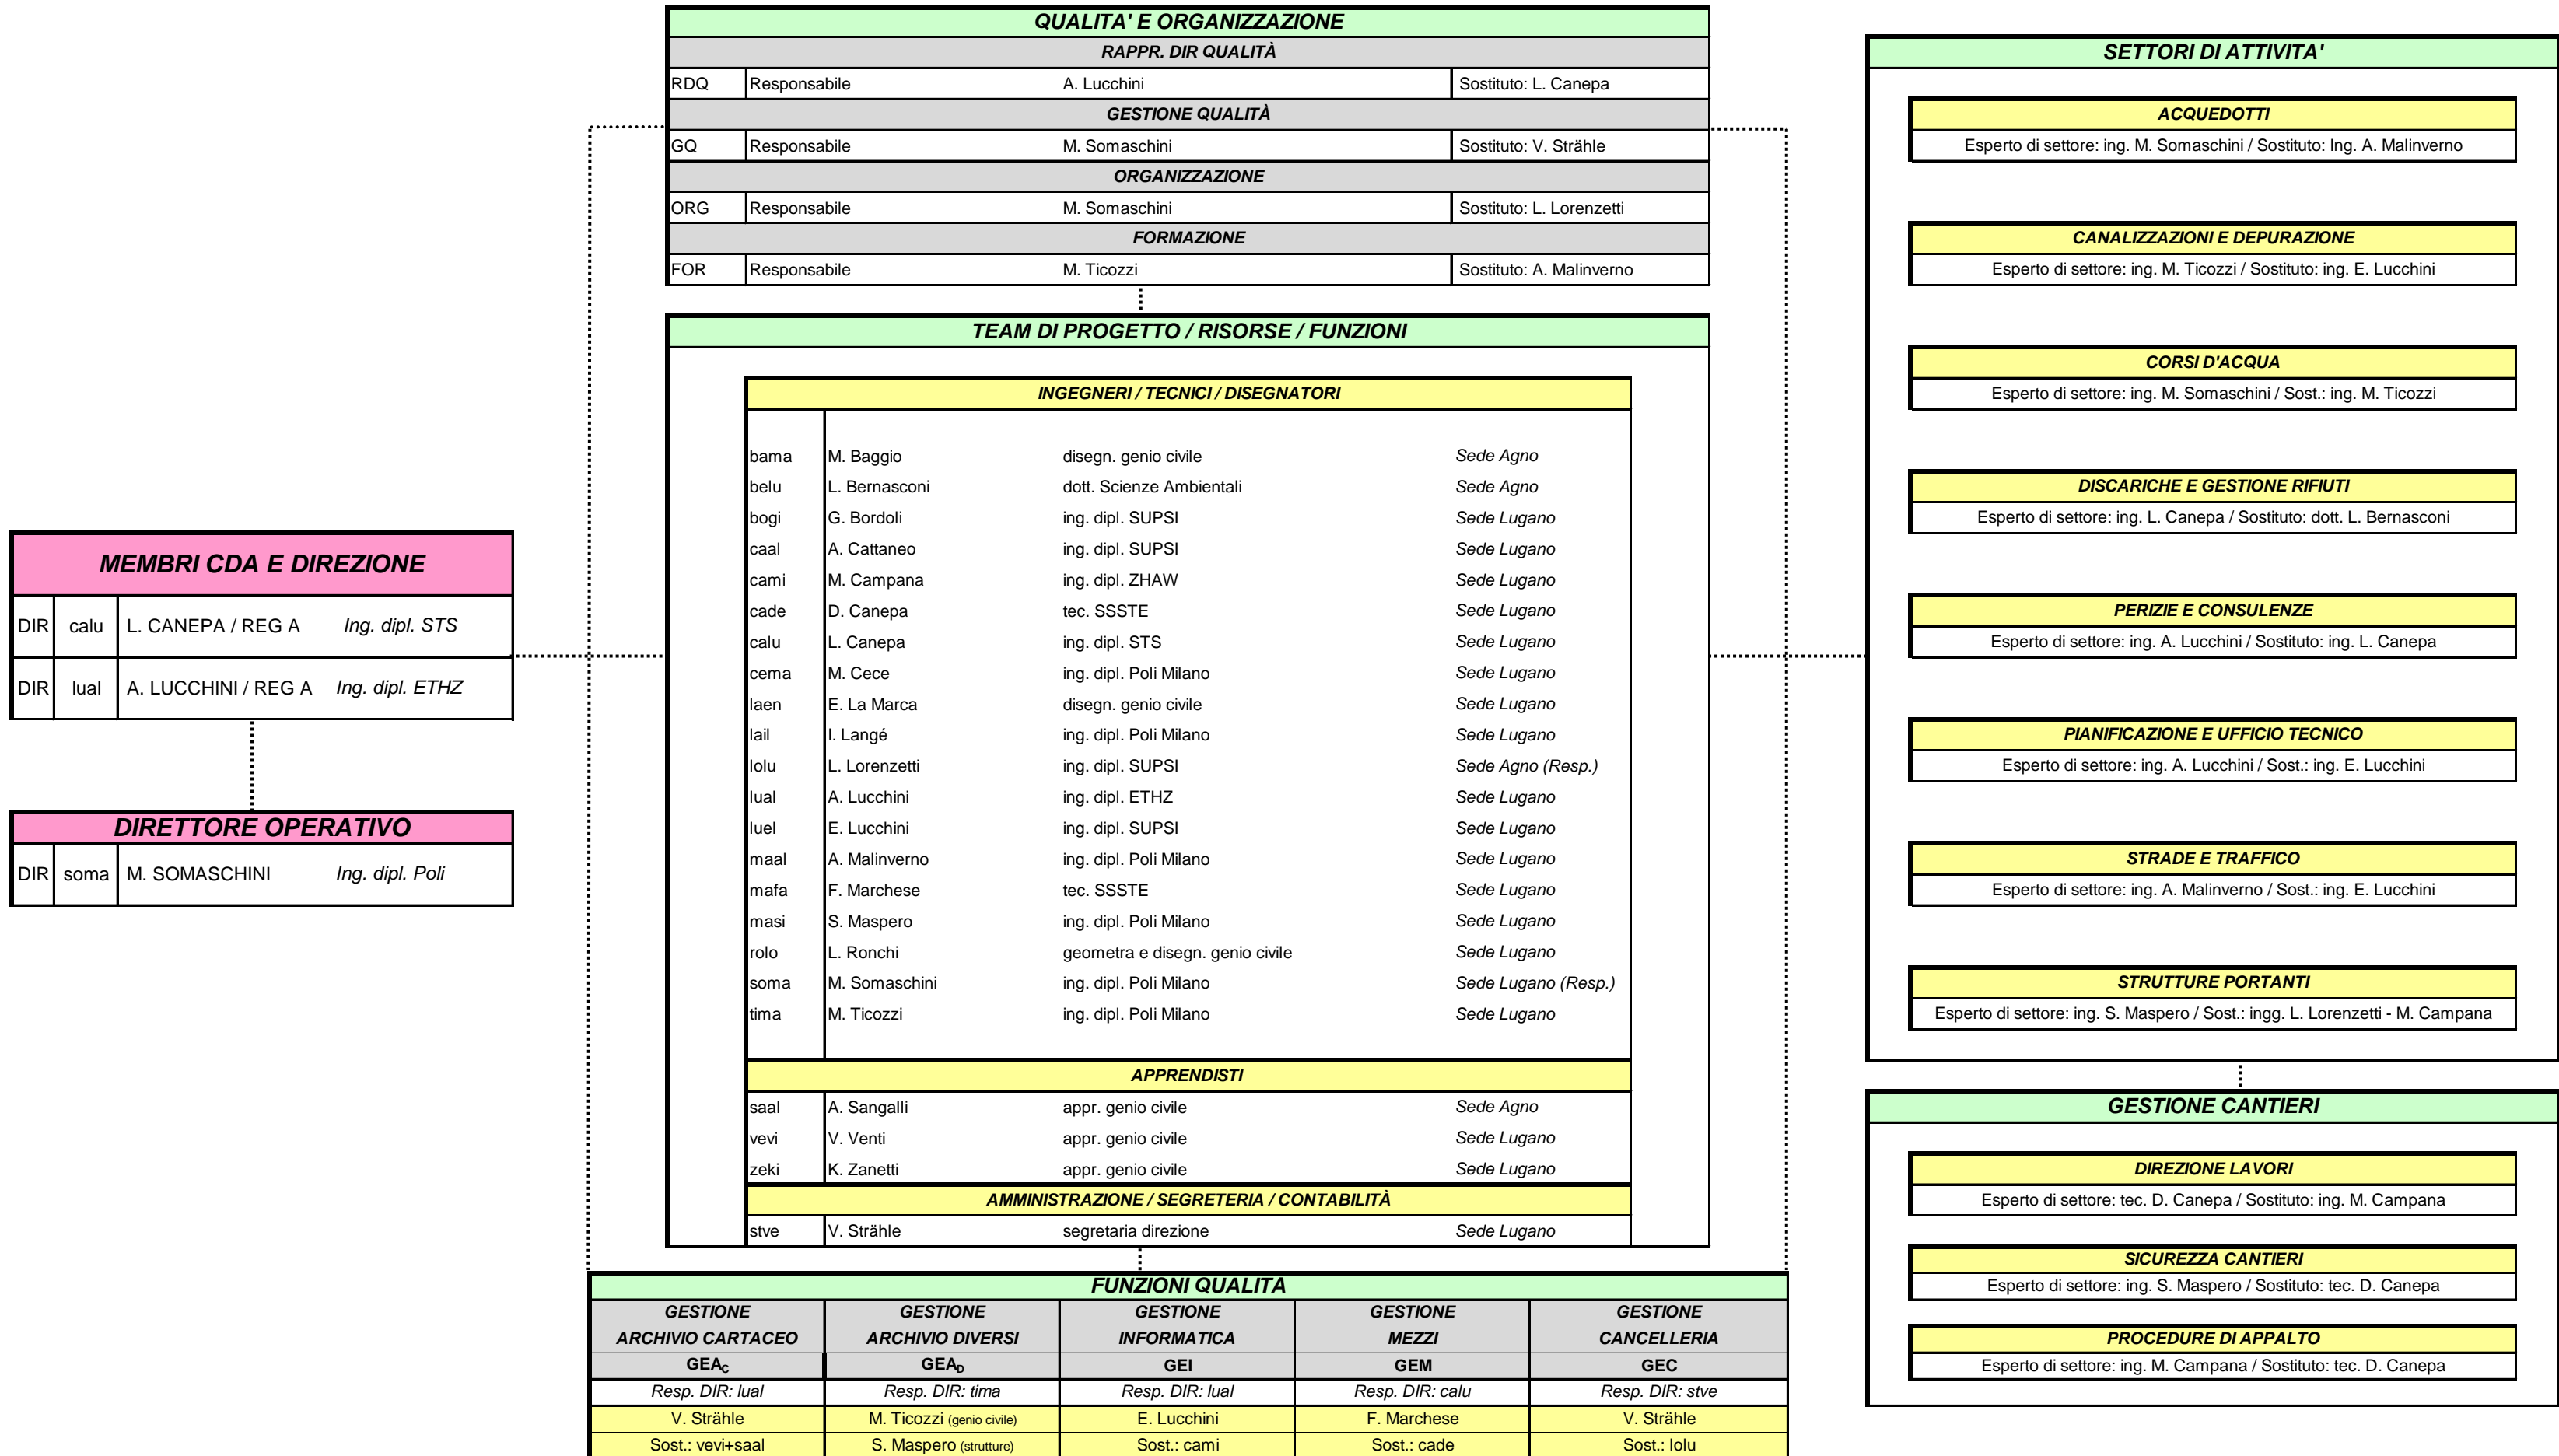 MEMBRI CDA E DIREZIONE
DIR calu L. CANEPA / REG A Ing. dipl. STS
DIR lual A. LUCCHINI / REG A Ing. dipl. ETHZ
DIRETTORE OPERATIVO
DIR soma M. SOMASCHINI Ing. dipl. Poli
QUALITA' E ORGANIZZAZIONE
RAPPR. DIR QUALITÀ
RDQ Responsabile A. Lucchini Sostituto: L. Canepa
GESTIONE QUALITÀ
GQ Responsabile M. Somaschini Sostituto: V. Strähle
ORGANIZZAZIONE
ORG Responsabile M. Somaschini Sostituto: L. Lorenzetti
FORMAZIONE
FOR Responsabile M. Ticozzi Sostituto: A. Malinverno
TEAM DI PROGETTO / RISORSE / FUNZIONI
INGEGNERI / TECNICI / DISEGNATORI
bama M. Baggio disegn. genio civile Sede Agno
belu L. Bernasconi dott. Scienze Ambientali Sede Agno
bogi G. Bordoli ing. dipl. SUPSI Sede Lugano
caal A. Cattaneo ing. dipl. SUPSI Sede Lugano
cami M. Campana ing. dipl. ZHAW Sede Lugano
cade D. Canepa tec. SSSTE Sede Lugano
calu L. Canepa ing. dipl. STS Sede Lugano
cema M. Cece ing. dipl. Poli Milano Sede Lugano
laen E. La Marca disegn. genio civile Sede Lugano
lail I. Langé ing. dipl. Poli Milano Sede Lugano
lolu L. Lorenzetti ing. dipl. SUPSI Sede Agno (Resp.)
lual A. Lucchini ing. dipl. ETHZ Sede Lugano
luel E. Lucchini ing. dipl. SUPSI Sede Lugano
maal A. Malinverno ing. dipl. Poli Milano Sede Lugano
mafa F. Marchese tec. SSSTE Sede Lugano
masi S. Maspero ing. dipl. Poli Milano Sede Lugano
rolo L. Ronchi geometra e disegn. genio civile Sede Lugano
soma M. Somaschini ing. dipl. Poli Milano Sede Lugano (Resp.)
tima M. Ticozzi ing. dipl. Poli Milano Sede Lugano
APPRENDISTI
saal A. Sangalli appr. genio civile Sede Agno
vevi V. Venti appr. genio civile Sede Lugano
zeki K. Zanetti appr. genio civile Sede Lugano
AMMINISTRAZIONE / SEGRETERIA / CONTABILITÀ
stve V. Strähle segretaria direzione Sede Lugano
FUNZIONI QUALITÀ
GESTIONE GESTIONE GESTIONE GESTIONE GESTIONE
ARCHIVIO CARTACEO ARCHIVIO DIVERSI INFORMATICA MEZZI CANCELLERIA
GEAC GEAD GEI GEM GEC
Resp. DIR: lual Resp. DIR: tima Resp. DIR: lual Resp. DIR: calu Resp. DIR: stve
V. Strähle M. Ticozzi (genio civile) E. Lucchini F. Marchese V. Strähle
Sost.: vevi+saal S. Maspero (strutture) Sost.: cami Sost.: cade Sost.: lolu
SETTORI DI ATTIVITA'
ACQUEDOTTI
Esperto di settore: ing. M. Somaschini / Sostituto: Ing. A. Malinverno
CANALIZZAZIONI E DEPURAZIONE
Esperto di settore: ing. M. Ticozzi / Sostituto: ing. E. Lucchini
CORSI D'ACQUA
Esperto di settore: ing. M. Somaschini / Sost.: ing. M. Ticozzi
DISCARICHE E GESTIONE RIFIUTI
Esperto di settore: ing. L. Canepa / Sostituto: dott. L. Bernasconi
PERIZIE E CONSULENZE
Esperto di settore: ing. A. Lucchini / Sostituto: ing. L. Canepa
PIANIFICAZIONE E UFFICIO TECNICO
Esperto di settore: ing. A. Lucchini / Sost.: ing. E. Lucchini
STRADE E TRAFFICO
Esperto di settore: ing. A. Malinverno / Sost.: ing. E. Lucchini
STRUTTURE PORTANTI
Esperto di settore: ing. S. Maspero / Sost.: ingg. L. Lorenzetti - M. Campana
GESTIONE CANTIERI
DIREZIONE LAVORI
Esperto di settore: tec. D. Canepa / Sostituto: ing. M. Campana
SICUREZZA CANTIERI
Esperto di settore: ing. S. Maspero / Sostituto: tec. D. Canepa
PROCEDURE DI APPALTO
Esperto di settore: ing. M. Campana / Sostituto: tec. D. Canepa